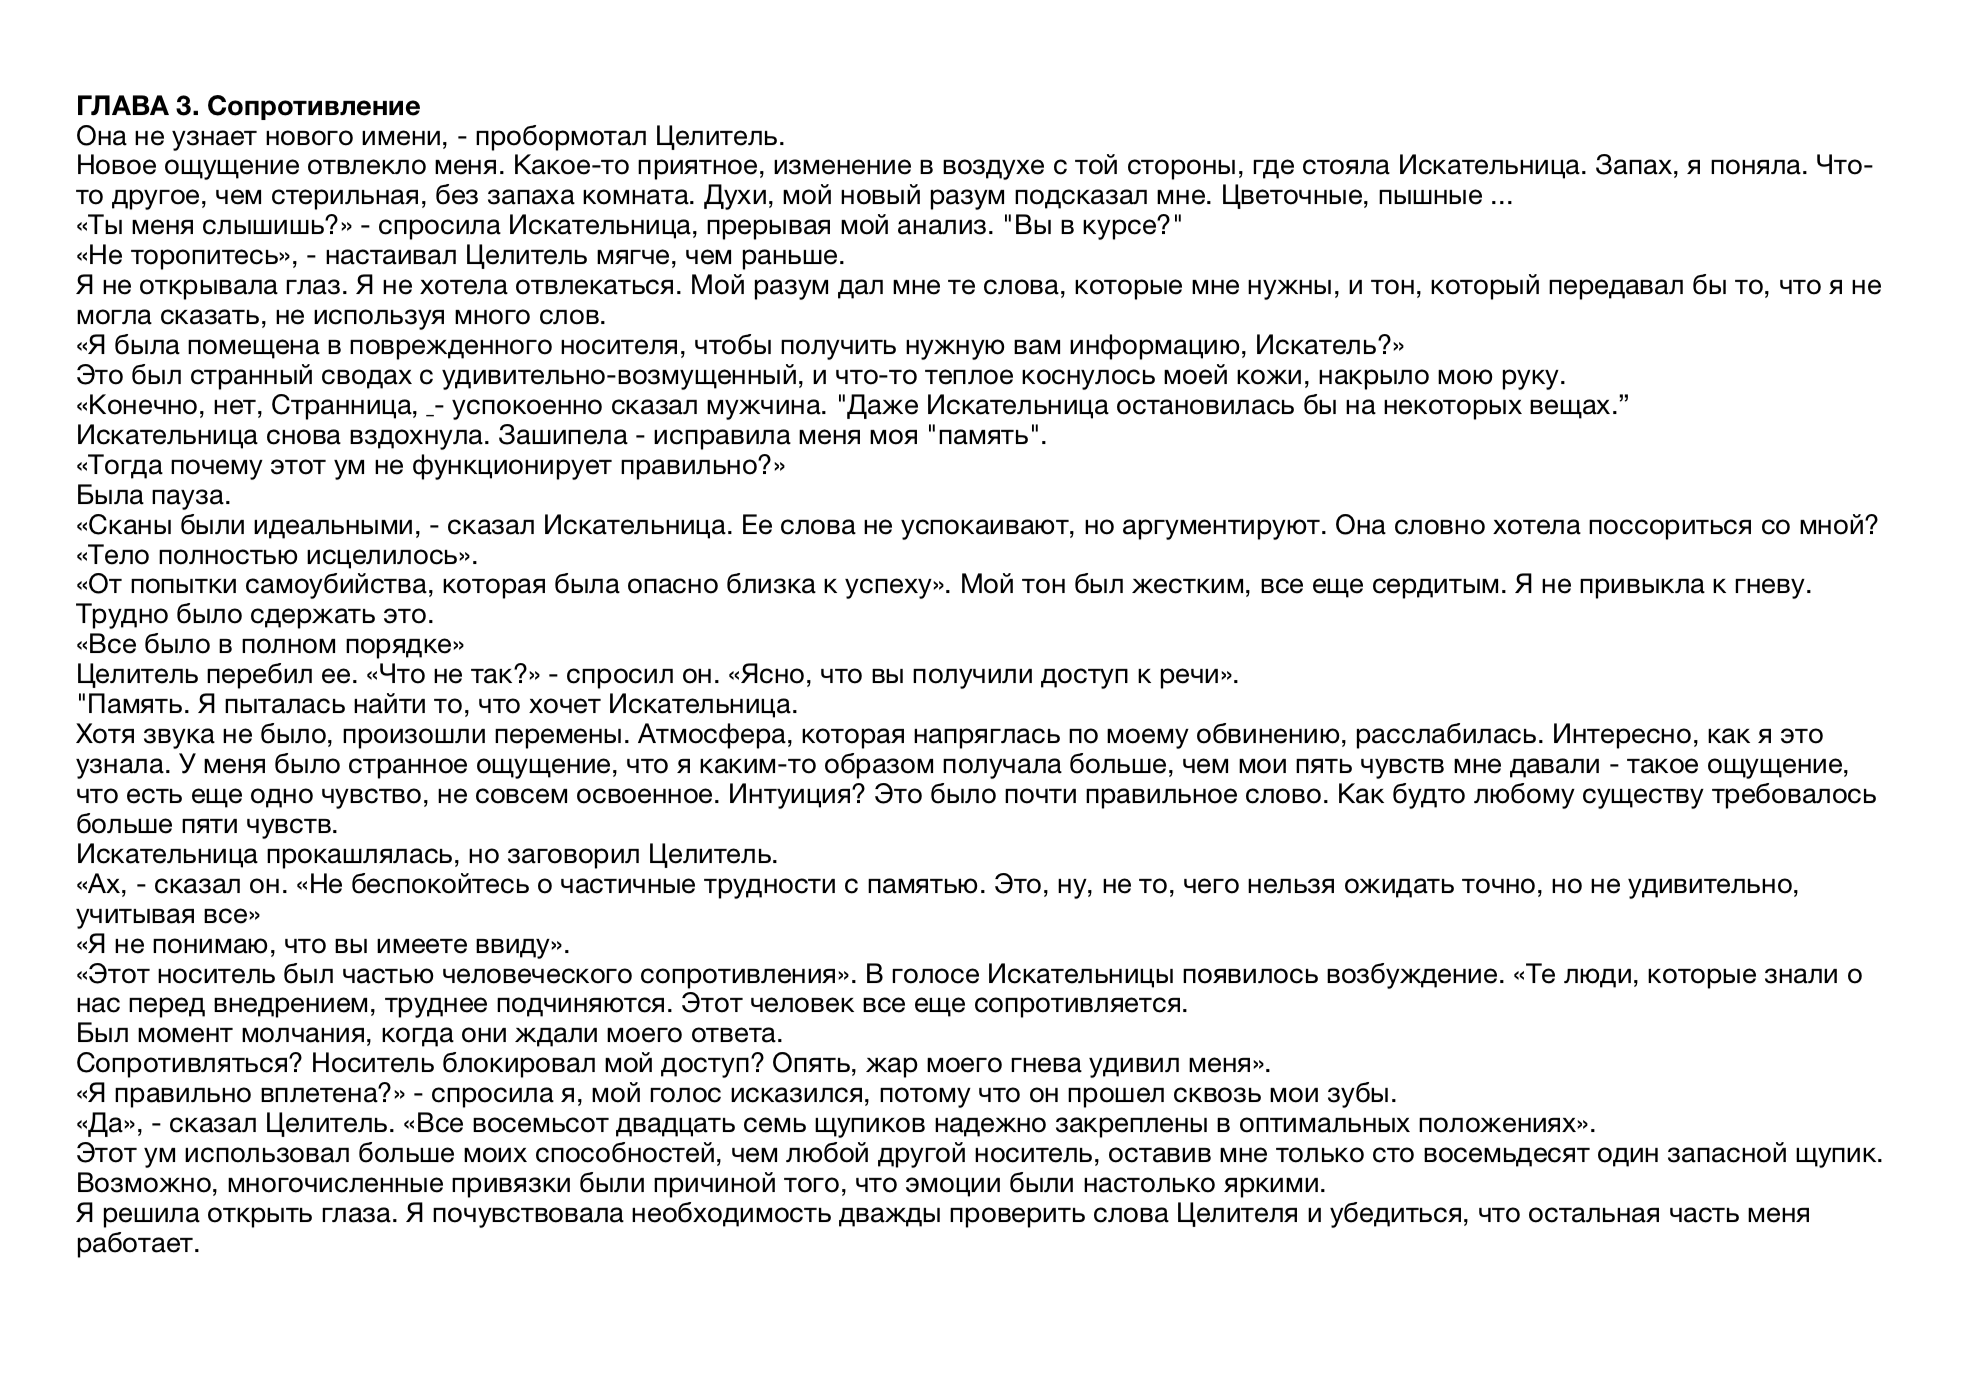 ГЛАВА 3. Сопротивление
Она не узнает нового имени, - пробормотал Целитель.
Новое ощущение отвлекло меня. Какое-то приятное, изменение в воздухе с той стороны, где стояла Искательница. Запах, я поняла. Что-
то другое, чем стерильная, без запаха комната. Духи, мой новый разум подсказал мне. Цветочные, пышные ...
«Ты меня слышишь?» - спросила Искательница, прерывая мой анализ. "Вы в курсе?"
«Не торопитесь», - настаивал Целитель мягче, чем раньше.
Я не открывала глаз. Я не хотела отвлекаться. Мой разум дал мне те слова, которые мне нужны, и тон, который передавал бы то, что я не
могла сказать, не используя много слов.
«Я была помещена в поврежденного носителя, чтобы получить нужную вам информацию, Искатель?»
Это был странный сводах с удивительно-возмущенный, и что-то теплое коснулось моей кожи, накрыло мою руку.
«Конечно, нет, Странница, _- успокоенно сказал мужчина. "Даже Искательница остановилась бы на некоторых вещах.”
Искательница снова вздохнула. Зашипела - исправила меня моя "память".
«Тогда почему этот ум не функционирует правильно?»
Была пауза.
«Сканы были идеальными, - сказал Искательница. Ее слова не успокаивают, но аргументируют. Она словно хотела поссориться со мной?
«Тело полностью исцелилось».
«От попытки самоубийства, которая была опасно близка к успеху». Мой тон был жестким, все еще сердитым. Я не привыкла к гневу.
Трудно было сдержать это.
«Все было в полном порядке»
Целитель перебил ее. «Что не так?» - спросил он. «Ясно, что вы получили доступ к речи».
"Память. Я пыталась найти то, что хочет Искательница.
Хотя звука не было, произошли перемены. Атмосфера, которая напряглась по моему обвинению, расслабилась. Интересно, как я это
узнала. У меня было странное ощущение, что я каким-то образом получала больше, чем мои пять чувств мне давали - такое ощущение,
что есть еще одно чувство, не совсем освоенное. Интуиция? Это было почти правильное слово. Как будто любому существу требовалось
больше пяти чувств.
Искательница прокашлялась, но заговорил Целитель.
«Ах, - сказал он. «Не беспокойтесь о частичные трудности с памятью. Это, ну, не то, чего нельзя ожидать точно, но не удивительно,
учитывая все»
«Я не понимаю, что вы имеете ввиду».
«Этот носитель был частью человеческого сопротивления». В голосе Искательницы появилось возбуждение. «Те люди, которые знали о
нас перед внедрением, труднее подчиняются. Этот человек все еще сопротивляется.
Был момент молчания, когда они ждали моего ответа.
Сопротивляться? Носитель блокировал мой доступ? Опять, жар моего гнева удивил меня».
«Я правильно вплетена?» - спросила я, мой голос исказился, потому что он прошел сквозь мои зубы.
«Да», - сказал Целитель. «Все восемьсот двадцать семь щупиков надежно закреплены в оптимальных положениях».
Этот ум использовал больше моих способностей, чем любой другой носитель, оставив мне только сто восемьдесят один запасной щупик.
Возможно, многочисленные привязки были причиной того, что эмоции были настолько яркими.
Я решила открыть глаза. Я почувствовала необходимость дважды проверить слова Целителя и убедиться, что остальная часть меня
работает.